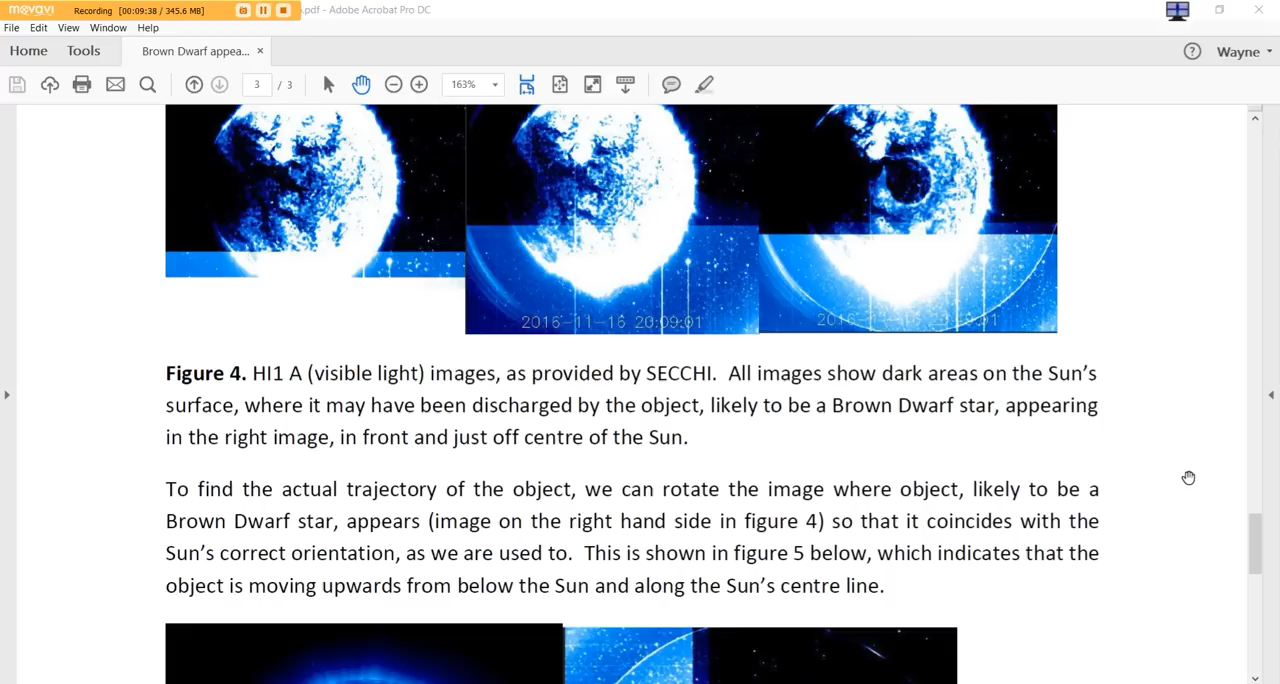 movavi Recording [00:09:38 / 345.6 MB] .pdf - Adobe Acrobat Pro DC
File Edit View Window Help
Home Tools Brown Dwarf appea... × Wayne
3 / 3 163%
2016-11-16 20:09:01
Figure 4. HI1 A (visible light) images, as provided by SECCHI. All images show dark areas on the Sun’s
surface, where it may have been discharged by the object, likely to be a Brown Dwarf star, appearing
in the right image, in front and just off centre of the Sun.
To find the actual trajectory of the object, we can rotate the image where object, likely to be a
Brown Dwarf star, appears (image on the right hand side in figure 4) so that it coincides with the
Sun’s correct orientation, as we are used to. This is shown in figure 5 below, which indicates that the
object is moving upwards from below the Sun and along the Sun’s centre line.